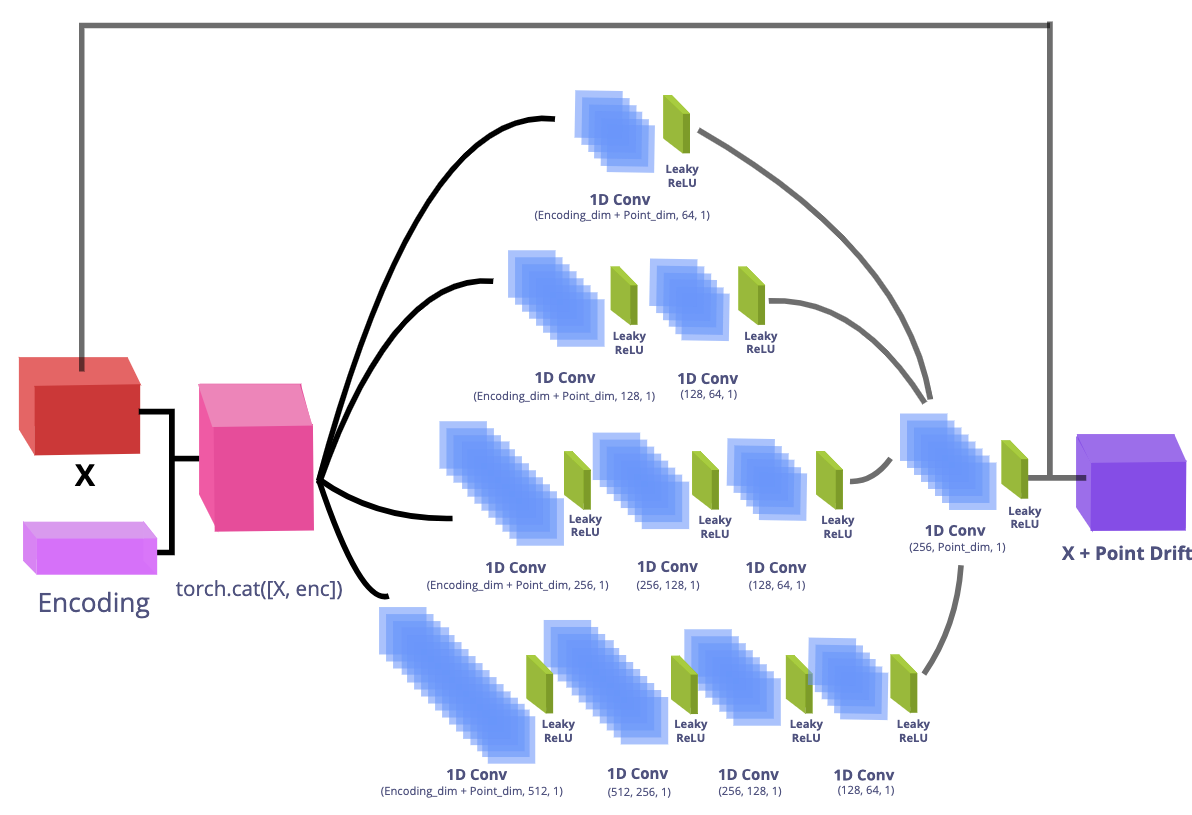 Leaky
ReLU
1D Conv
(Encoding_dim + Point_dim, 64, 1)
Leaky
ReLU
Leaky
ReLU
1D Conv
(Encoding_dim + Point_dim, 128, 1)
1D Conv
(128, 64, 1)
X
Encoding
torch.cat([X, enc])
Leaky
ReLU
Leaky
ReLU
Leaky
ReLU
1D Conv
(Encoding_dim + Point_dim, 256, 1)
1D Conv
(256, 128, 1)
1D Conv
(128, 64, 1)
Leaky
ReLU
1D Conv
(256, Point_dim, 1)
X + Point Drift
Leaky
ReLU
Leaky
ReLU
Leaky
ReLU
Leaky
ReLU
1D Conv
(Encoding_dim + Point_dim, 512, 1)
1D Conv
(512, 256, 1)
1D Conv
(256, 128, 1)
1D Conv
(128, 64, 1)